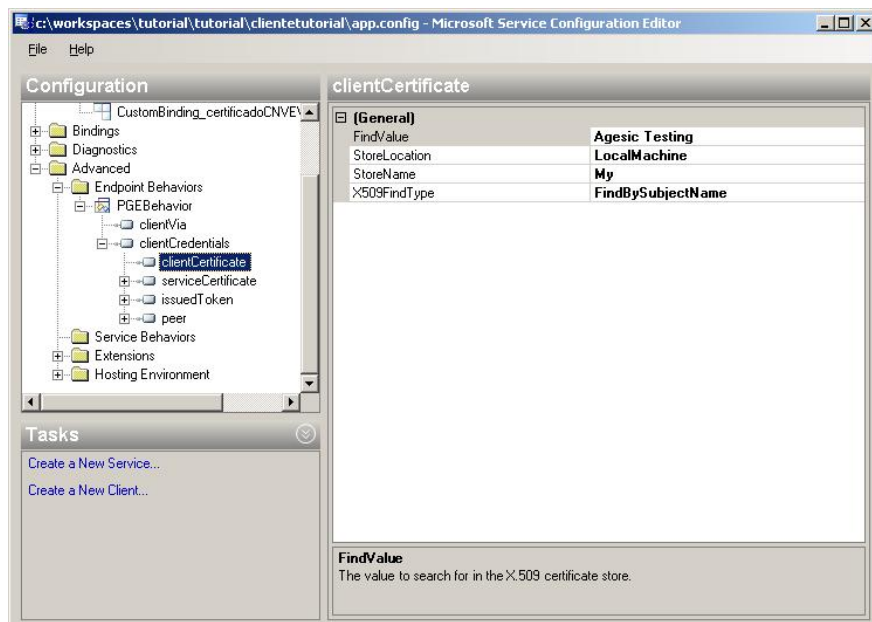 c:\workspaces\tutorial\tutorial\clientetutorial\app.config - Microsoft Service Configuration Editor
File Help
Configuration
CustomBinding_certificadoCNVE
Bindings
Diagnostics
Advanced
Endpoint Behaviors
PGEBehavior
clientVia
clientCredentials
clientCertificate
serviceCertificate
issuedToken
peer
Service Behaviors
Extensions
Hosting Environment
Tasks
Create a New Service...
Create a New Client...
clientCertificate
(General)
FindValue Agesic Testing
StoreLocation LocalMachine
StoreName My
X509FindType FindBySubjectName
FindValue
The value to search for in the X.509 certificate store.